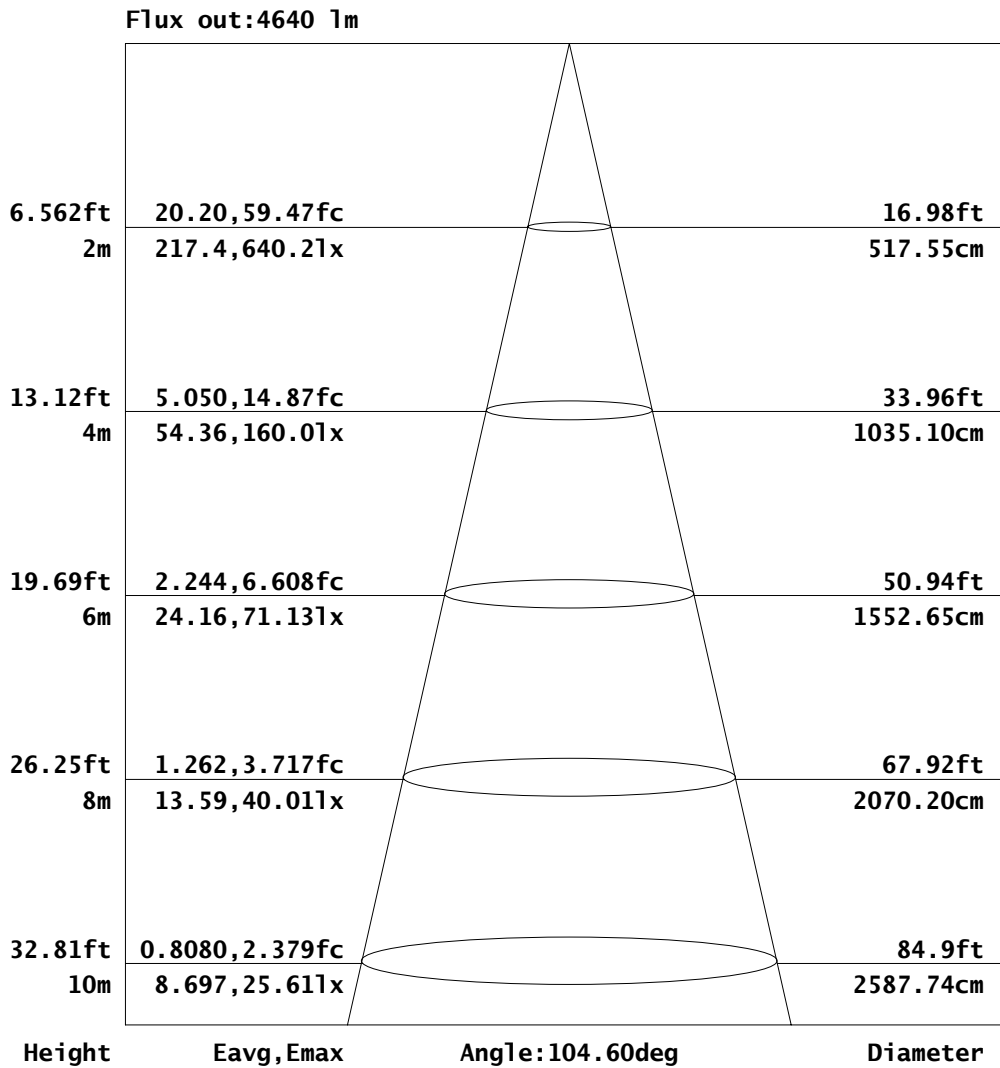 Flux out:4640 lm
6.562ft 20.20,59.47fc 16.98ft
2m 217.4,640.2lx 517.55cm
13.12ft 5.050,14.87fc 33.96ft
4m 54.36,160.0lx 1035.10cm
19.69ft 2.244,6.608fc 50.94ft
6m 24.16,71.13lx 1552.65cm
26.25ft 1.262,3.717fc 67.92ft
8m 13.59,40.01lx 2070.20cm
32.81ft 0.8080,2.379fc 84.9ft
10m 8.697,25.61lx 2587.74cm
Height Eavg,Emax Angle:104.60deg Diameter